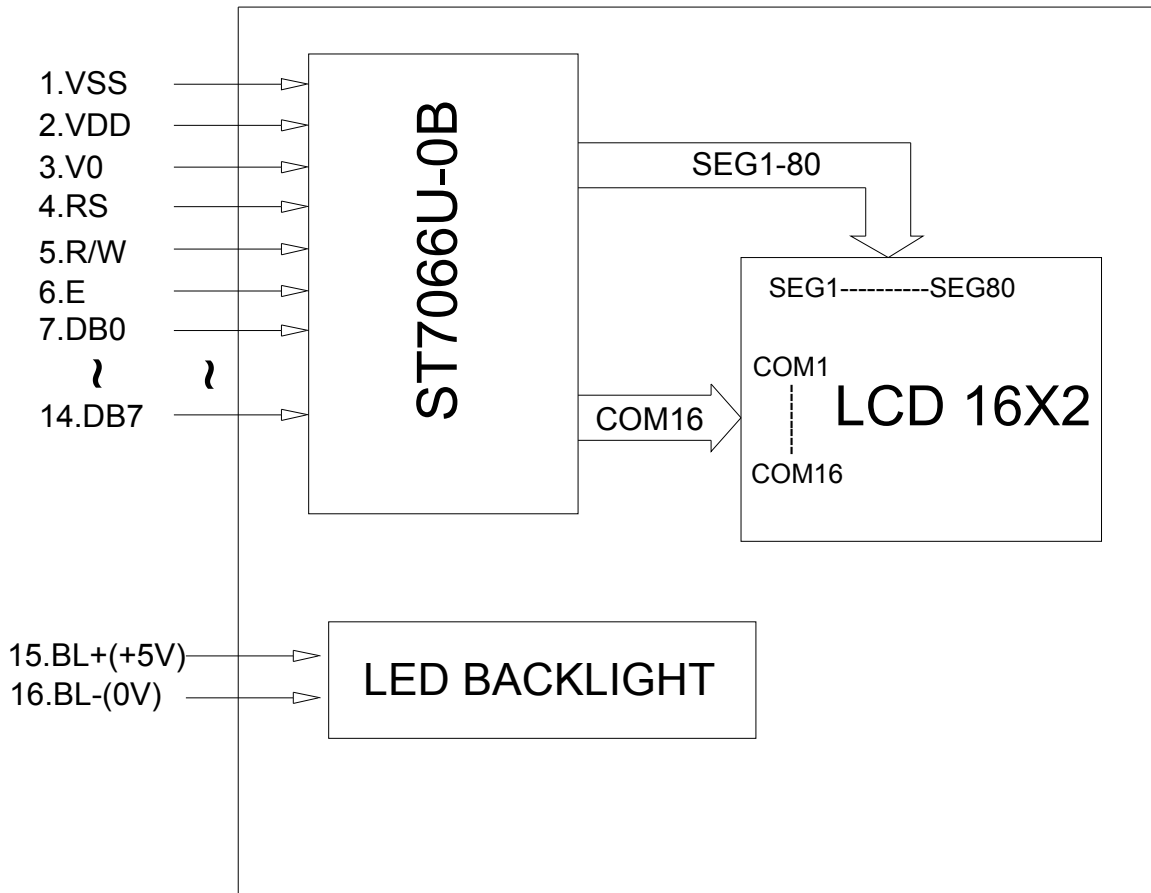 1.VSS
2.VDD
3.V0
4.RS
5.R/W
6.E
7.DB0
~
~
14.DB7
ST7066U-0B
SEG1-80
COM16
SEG1----------SEG80
COM1
LCD 16X2
COM16
15.BL+(+5V)
16.BL-(0V)
LED BACKLIGHT